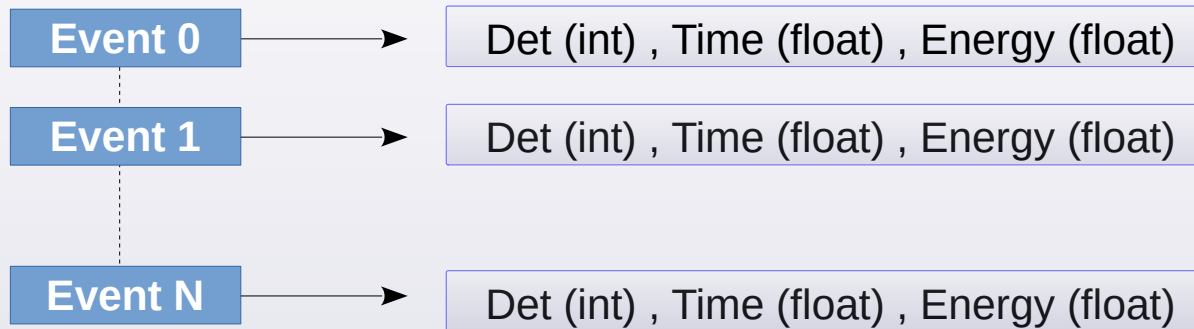 Event 0
Det (int) , Time (float) , Energy (float)
Event 1
Det (int) , Time (float) , Energy (float)
Event N
Det (int) , Time (float) , Energy (float)